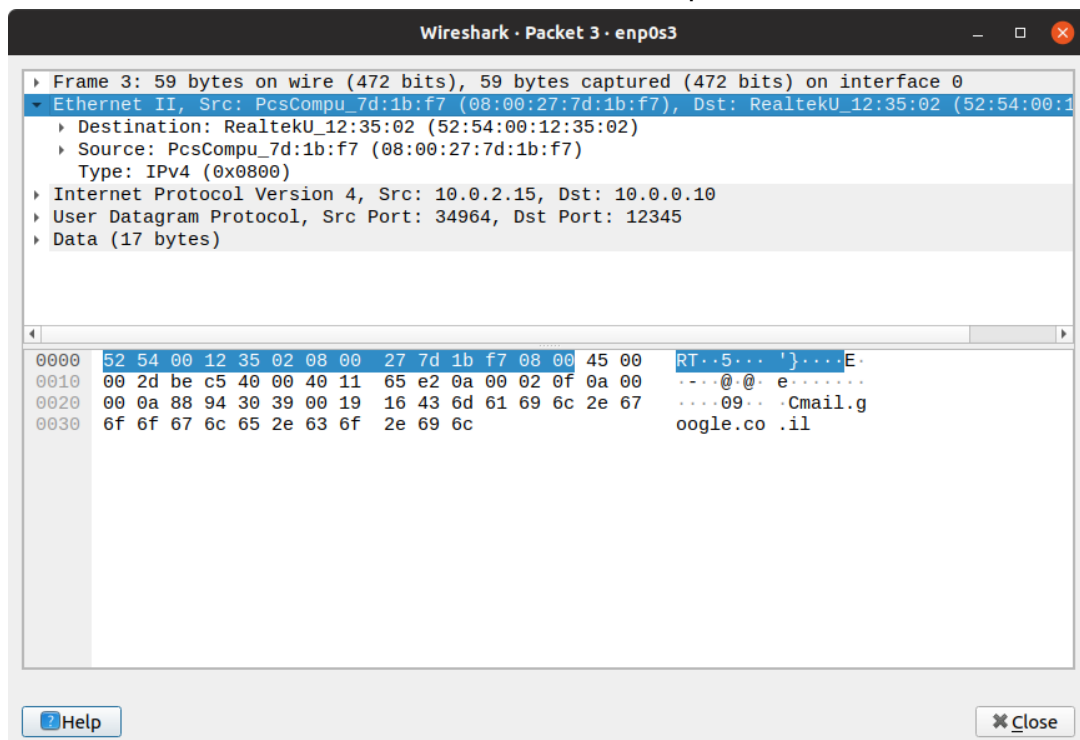 Wireshark · Packet 3 · enp0s3
Frame 3: 59 bytes on wire (472 bits), 59 bytes captured (472 bits) on interface 0
Ethernet II, Src: PcsCompu_7d:1b:f7 (08:00:27:7d:1b:f7), Dst: RealtekU_12:35:02 (52:54:00:1
Destination: RealtekU_12:35:02 (52:54:00:12:35:02)
Source: PcsCompu_7d:1b:f7 (08:00:27:7d:1b:f7)
Type: IPv4 (0x0800)
Internet Protocol Version 4, Src: 10.0.2.15, Dst: 10.0.0.10
User Datagram Protocol, Src Port: 34964, Dst Port: 12345
Data (17 bytes)
0000 52 54 00 12 35 02 08 00 27 7d 1b f7 08 00 45 00 RT··5··· '}····E·
0010 00 2d be c5 40 00 40 11 65 e2 0a 00 02 0f 0a 00 ·-··@·@· e·······
0020 00 0a 88 94 30 39 00 19 16 43 6d 61 69 6c 2e 67 ····09·· ·Cmail.g
0030 6f 6f 67 6c 65 2e 63 6f 2e 69 6c oogle.co .il
Help
Close